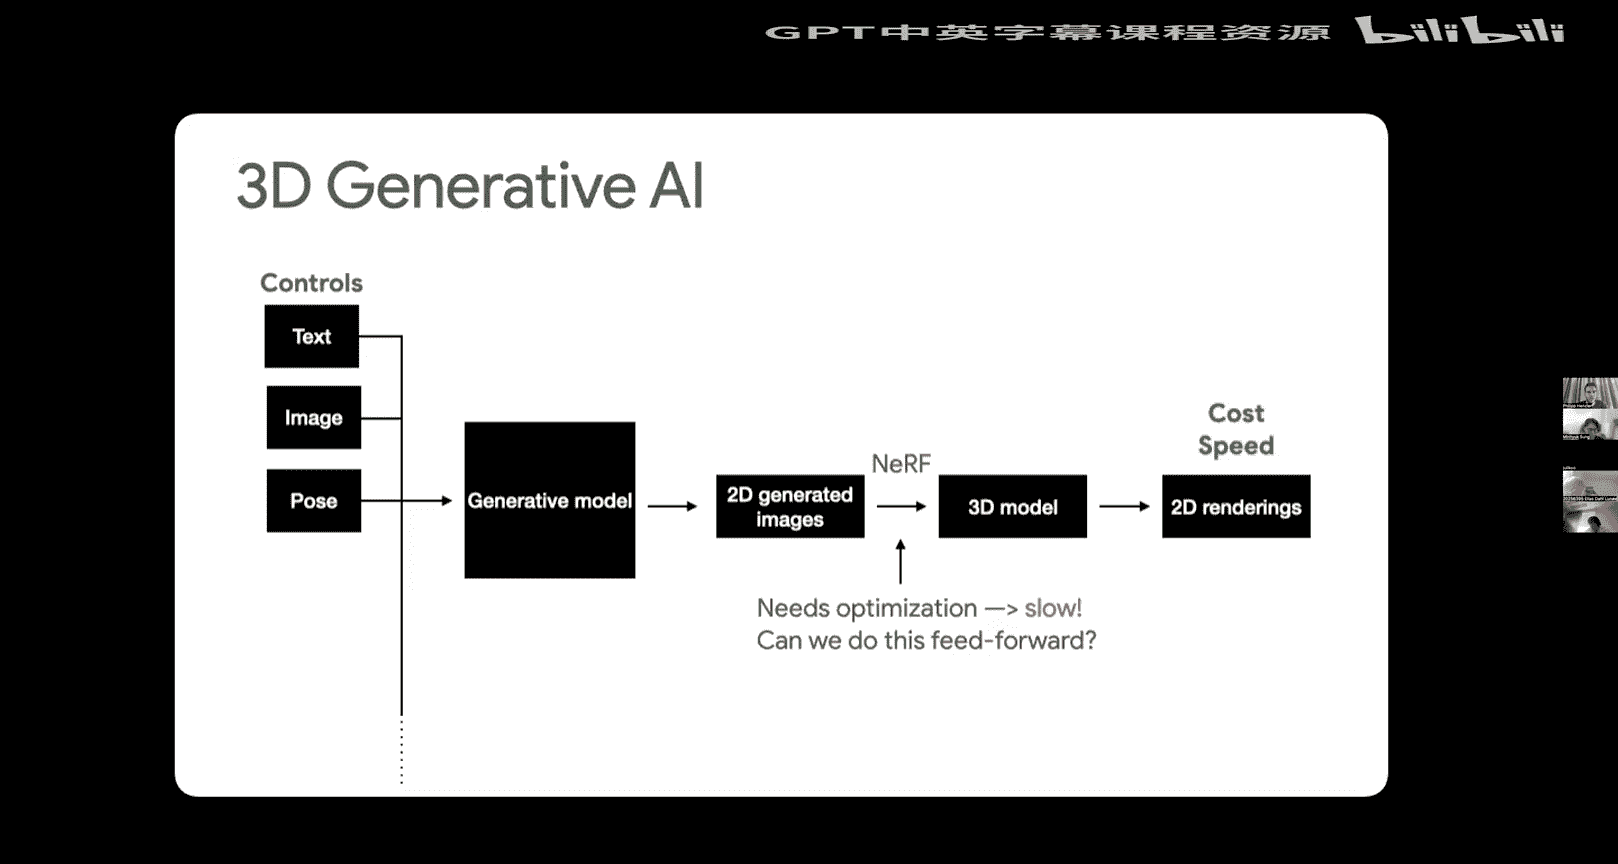 GPT中英字幕课程资源 bilibili
3D Generative AI
Controls
Text
Image
Pose
Generative model
2D generated
images
NeRF
3D model
Cost
Speed
2D renderings
Needs optimization —> slow!
Can we do this feed-forward?